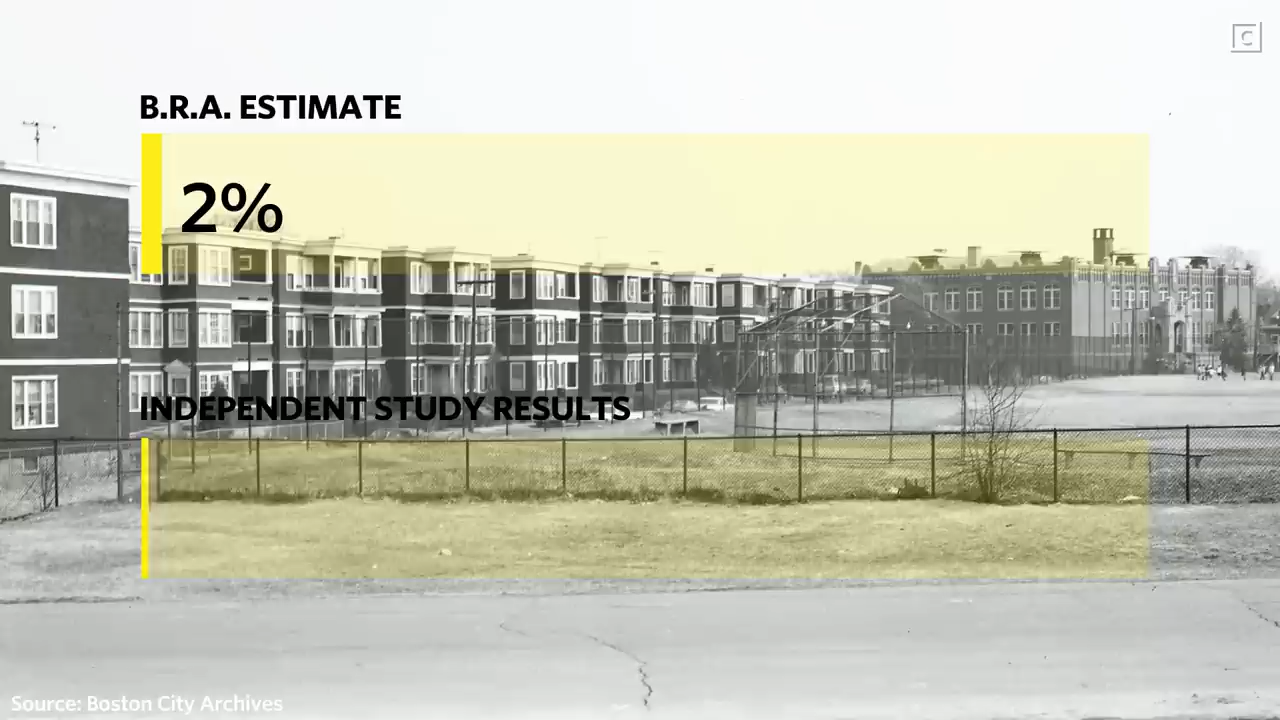 C
B.R.A. ESTIMATE
2%
INDEPENDENT STUDY RESULTS
Source: Boston City Archives